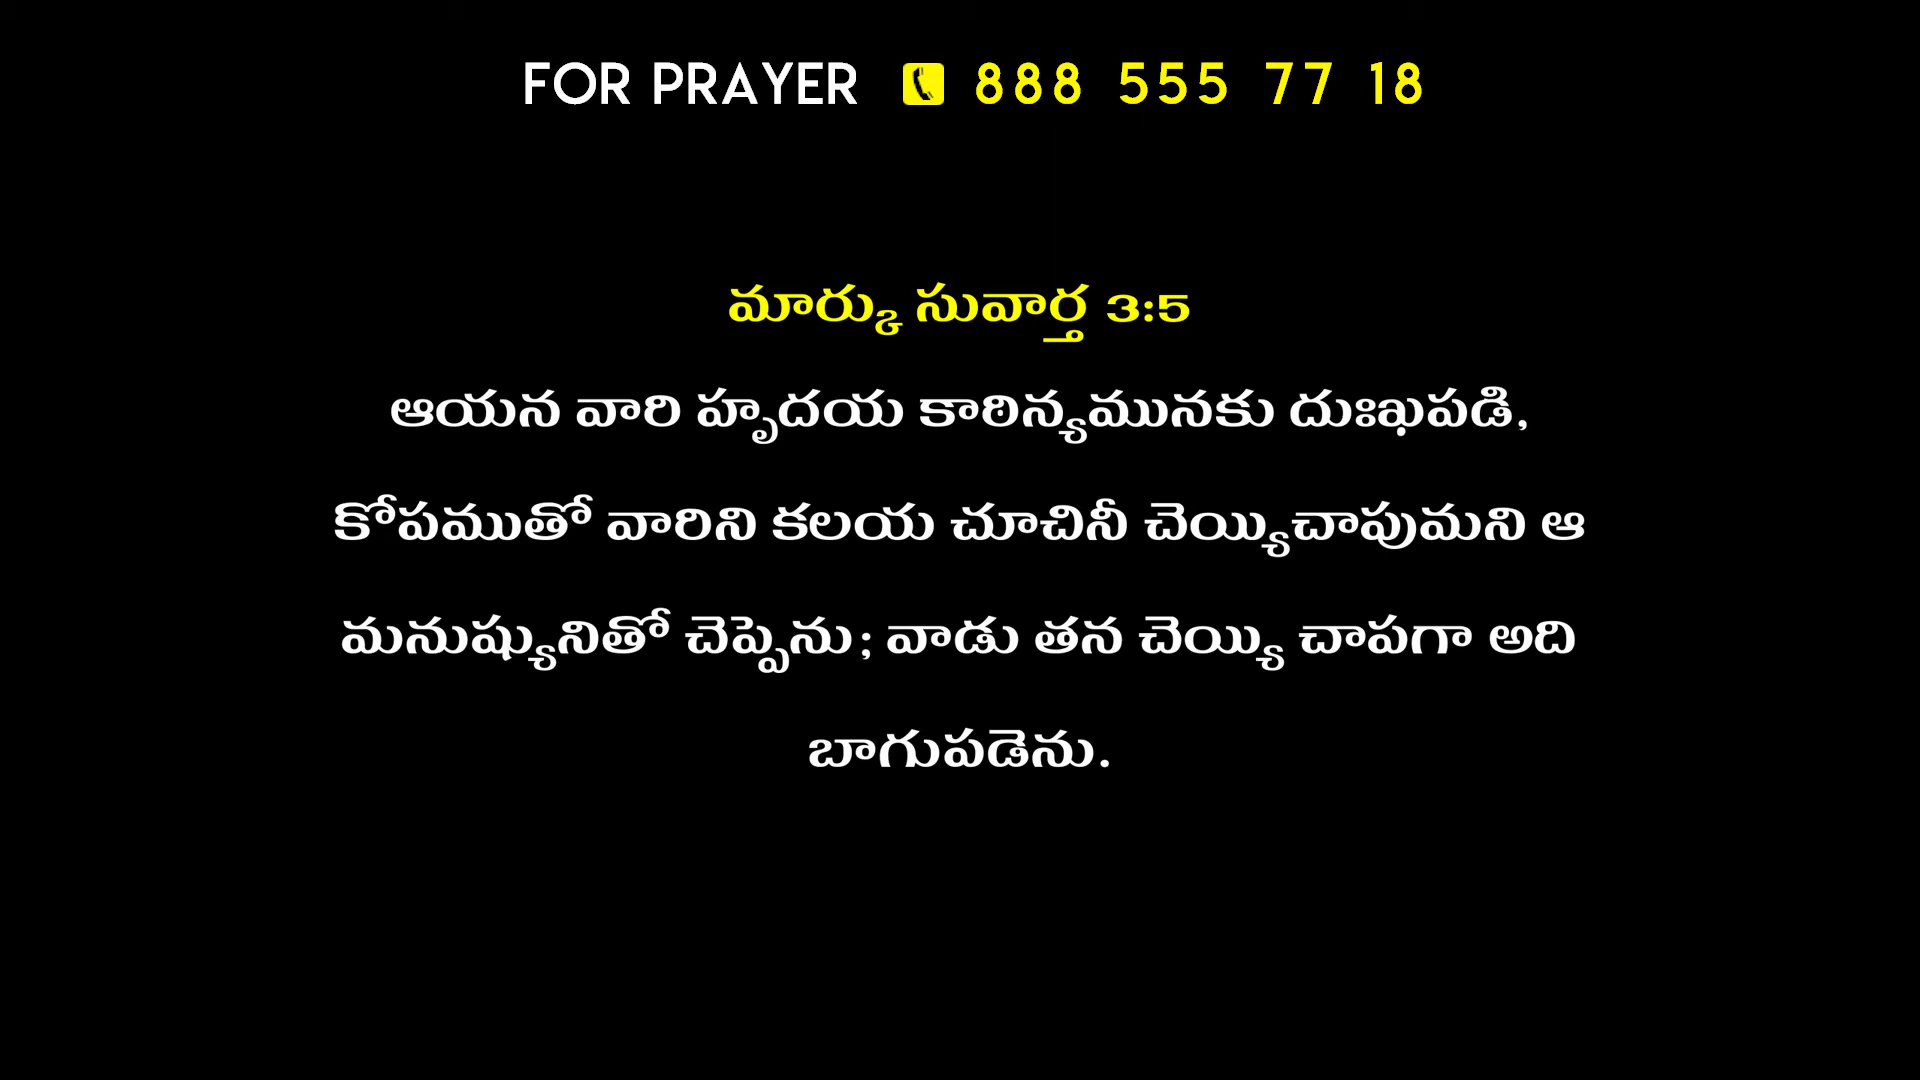 FOR PRAYER 888 555 77 18
మార్కు సువార్త 3:5
ఆయన వారి హృదయ కాఠిన్యమునకు దుఃఖపడి,
కోపముతో వారిని కలయ చూచినీ చెయ్యిచాపుమని ఆ
మనుష్యునితో చెప్పెను; వాడు తన చెయ్యి చాపగా అది
బాగుపడెను.